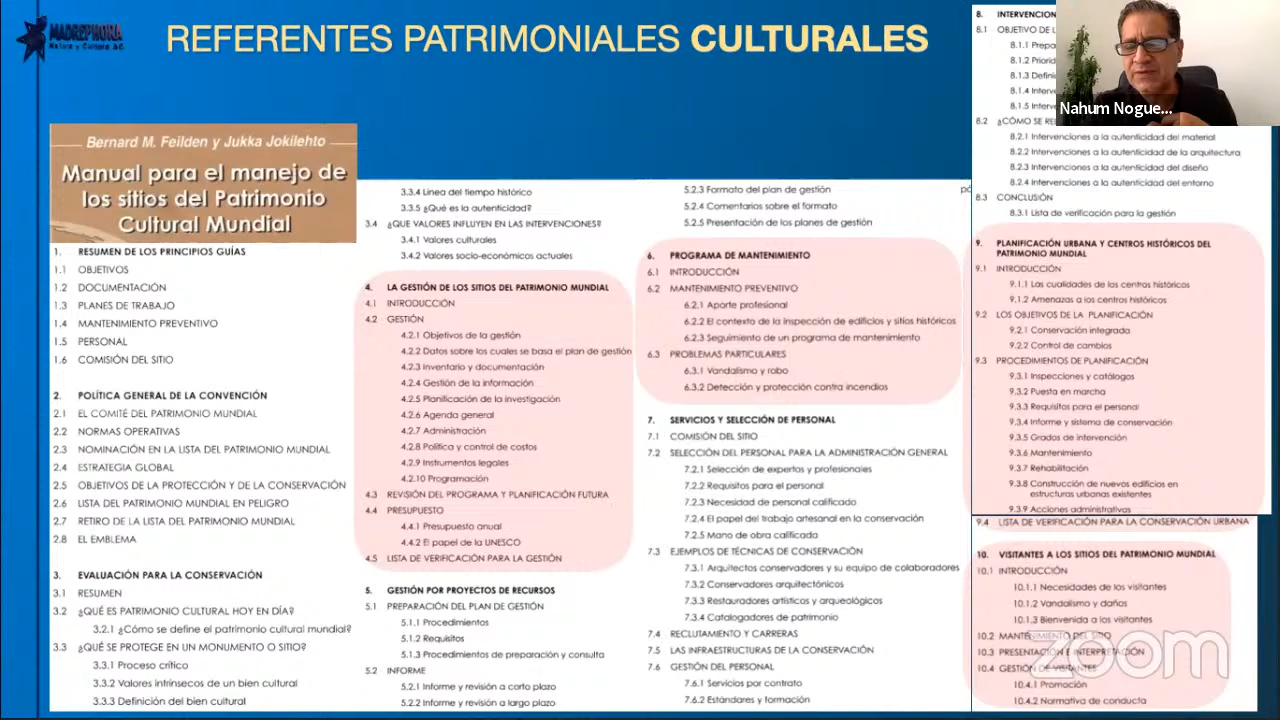 MADREPHORA
Natura y Cultura A.C.
REFERENTES PATRIMONIALES CULTURALES
Nahum Nogue...
Bernard M. Feilden y Jukka Jokilehto
Manual para el manejo de
los sitios del Patrimonio
Cultural Mundial
1. RESUMEN DE LOS PRINCIPIOS GUÍAS
1.1 OBJETIVOS
1.2 DOCUMENTACIÓN
1.3 PLANES DE TRABAJO
1.4 MANTENIMIENTO PREVENTIVO
1.5 PERSONAL
1.6 COMISIÓN DEL SITIO
2. POLÍTICA GENERAL DE LA CONVENCIÓN
2.1 EL COMITÉ DEL PATRIMONIO MUNDIAL
2.2 NORMAS OPERATIVAS
2.3 NOMINACIÓN EN LA LISTA DEL PATRIMONIO MUNDIAL
2.4 ESTRATEGIA GLOBAL
2.5 OBJETIVOS DE LA PROTECCIÓN Y DE LA CONSERVACIÓN
2.6 LISTA DEL PATRIMONIO MUNDIAL EN PELIGRO
2.7 RETIRO DE LA LISTA DEL PATRIMONIO MUNDIAL
2.8 EL EMBLEMA
3. EVALUACIÓN PARA LA CONSERVACIÓN
3.1 RESUMEN
3.2 ¿QUÉ ES PATRIMONIO CULTURAL HOY EN DÍA?
3.2.1 ¿Cómo se define el patrimonio cultural mundial?
3.3 ¿QUÉ SE PROTEGE EN UN MONUMENTO O SITIO?
3.3.1 Proceso crítico
3.3.2 Valores intrínsecos de un bien cultural
3.3.3 Definición del bien cultural
3.3.4 Línea del tiempo histórico
3.3.5 ¿Qué es la autenticidad?
3.4 ¿QUE VALORES INFLUYEN EN LAS INTERVENCIONES?
3.4.1 Valores culturales
3.4.2 Valores socio-económicos actuales
4. LA GESTIÓN DE LOS SITIOS DEL PATRIMONIO MUNDIAL
4.1 INTRODUCCIÓN
4.2 GESTIÓN
4.2.1 Objetivos de la gestión
4.2.2 Datos sobre los cuales se basa el plan de gestión
4.2.3 Inventario y documentación
4.2.4 Gestión de la información
4.2.5 Planificación de la investigación
4.2.6 Agenda general
4.2.7 Administración
4.2.8 Política y control de costos
4.2.9 Instrumentos legales
4.2.10 Programación
4.3 REVISIÓN DEL PROGRAMA Y PLANIFICACIÓN FUTURA
4.4 PRESUPUESTO
4.4.1 Presupuesto anual
4.4.2 El papel de la UNESCO
4.5 LISTA DE VERIFICACIÓN PARA LA GESTIÓN
5. GESTIÓN POR PROYECTOS DE RECURSOS
5.1 PREPARACIÓN DEL PLAN DE GESTIÓN
5.1.1 Procedimientos
5.1.2 Requisitos
5.1.3 Procedimientos de preparación y consulta
5.2 INFORME
5.2.1 Informe y revisión a corto plazo
5.2.2 Informe y revisión a largo plazo
5.2.3 Formato del plan de gestión
5.2.4 Comentarios sobre el formato
5.2.5 Presentación de los planes de gestión
6. PROGRAMA DE MANTENIMIENTO
6.1 INTRODUCCIÓN
6.2 MANTENIMIENTO PREVENTIVO
6.2.1 Aporte profesional
6.2.2 El contexto de la inspección de edificios y sitios históricos
6.2.3 Seguimiento de un programa de mantenimiento
6.3 PROBLEMAS PARTICULARES
6.3.1 Vandalismo y robo
6.3.2 Detección y protección contra incendios
7. SERVICIOS Y SELECCIÓN DE PERSONAL
7.1 COMISIÓN DEL SITIO
7.2 SELECCIÓN DEL PERSONAL PARA LA ADMINISTRACIÓN GENERAL
7.2.1 Selección de expertos y profesionales
7.2.2 Requisitos para el personal
7.2.3 Necesidad de personal calificado
7.2.4 El papel del trabajo artesanal en la conservación
7.2.5 Mano de obra calificada
7.3 EJEMPLOS DE TÉCNICAS DE CONSERVACIÓN
7.3.1 Arquitectos conservadores y su equipo de colaboradores
7.3.2 Conservadores arquitectónicos
7.3.3 Restauradores artísticos y arqueológicos
7.3.4 Catalogadores de patrimonio
7.4 RECLUTAMIENTO Y CARRERAS
7.5 LAS INFRAESTRUCTURAS DE LA CONSERVACIÓN
7.6 GESTIÓN DEL PERSONAL
7.6.1 Servicios por contrato
7.6.2 Estándares y formación
8. INTERVENCION
8.1 OBJETIVO DE L
8.1.1 Prepa
8.1.2 Priorid
8.1.3 Defini
8.1.4 Interv
8.1.5 Interv
8.2 ¿CÓMO SE RE
8.2.1 Intervenciones a la autenticidad del material
8.2.2 Intervenciones a la autenticidad de la arquitectura
8.2.3 Intervenciones a la autenticidad del diseño
8.2.4 Intervenciones a la autenticidad del entorno
8.3 CONCLUSIÓN
8.3.1 Lista de verificación para la gestión
9. PLANIFICACIÓN URBANA Y CENTROS HISTÓRICOS DEL
PATRIMONIO MUNDIAL
9.1 INTRODUCCIÓN
9.1.1 Las cualidades de los centros históricos
9.1.2 Amenazas a los centros históricos
9.2 LOS OBJETIVOS DE LA PLANIFICACIÓN
9.2.1 Conservación integrada
9.2.2 Control de cambios
9.3 PROCEDIMIENTOS DE PLANIFICACIÓN
9.3.1 Inspecciones y catálogos
9.3.2 Puesta en marcha
9.3.3 Requisitos para el personal
9.3.4 Informe y sistema de conservación
9.3.5 Grados de intervención
9.3.6 Mantenimiento
9.3.7 Rehabilitación
9.3.8 Construcción de nuevos edificios en
estructuras urbanas existentes
9.3.9 Acciones administrativas
9.4 LISTA DE VERIFICACIÓN PARA LA CONSERVACIÓN URBANA
10. VISITANTES A LOS SITIOS DEL PATRIMONIO MUNDIAL
10.1 INTRODUCCIÓN
10.1.1 Necesidades de los visitantes
10.1.2 Vandalismo y daños
10.1.3 Bienvenida a los visitantes
10.2 MANTENIMIENTO DEL SITIO
10.3 PRESENTACIÓN E INTERPRETACIÓN
10.4 GESTIÓN DE VISITANTES
10.4.1 Promoción
10.4.2 Normativa de conducta
zoom